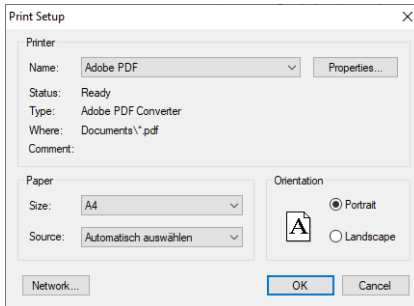 Print Setup
Printer
Name: Adobe PDF Properties...
Status: Ready
Type: Adobe PDF Converter
Where: Documents\*.pdf
Comment:
Paper
Size: A4
Source: Automatisch auswählen
Orientation
A
Portrait
Landscape
Network... OK Cancel